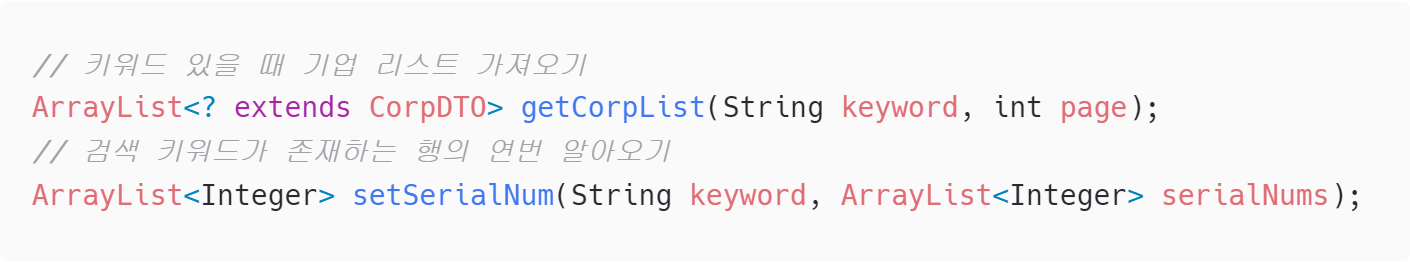 // 키워드 있을 때 기업 리스트 가져오기
ArrayList<? extends CorpDTO> getCorpList(String keyword, int page);
// 검색 키워드가 존재하는 행의 연번 알아오기
ArrayList<Integer> setSerialNum(String keyword, ArrayList<Integer> serialNums);